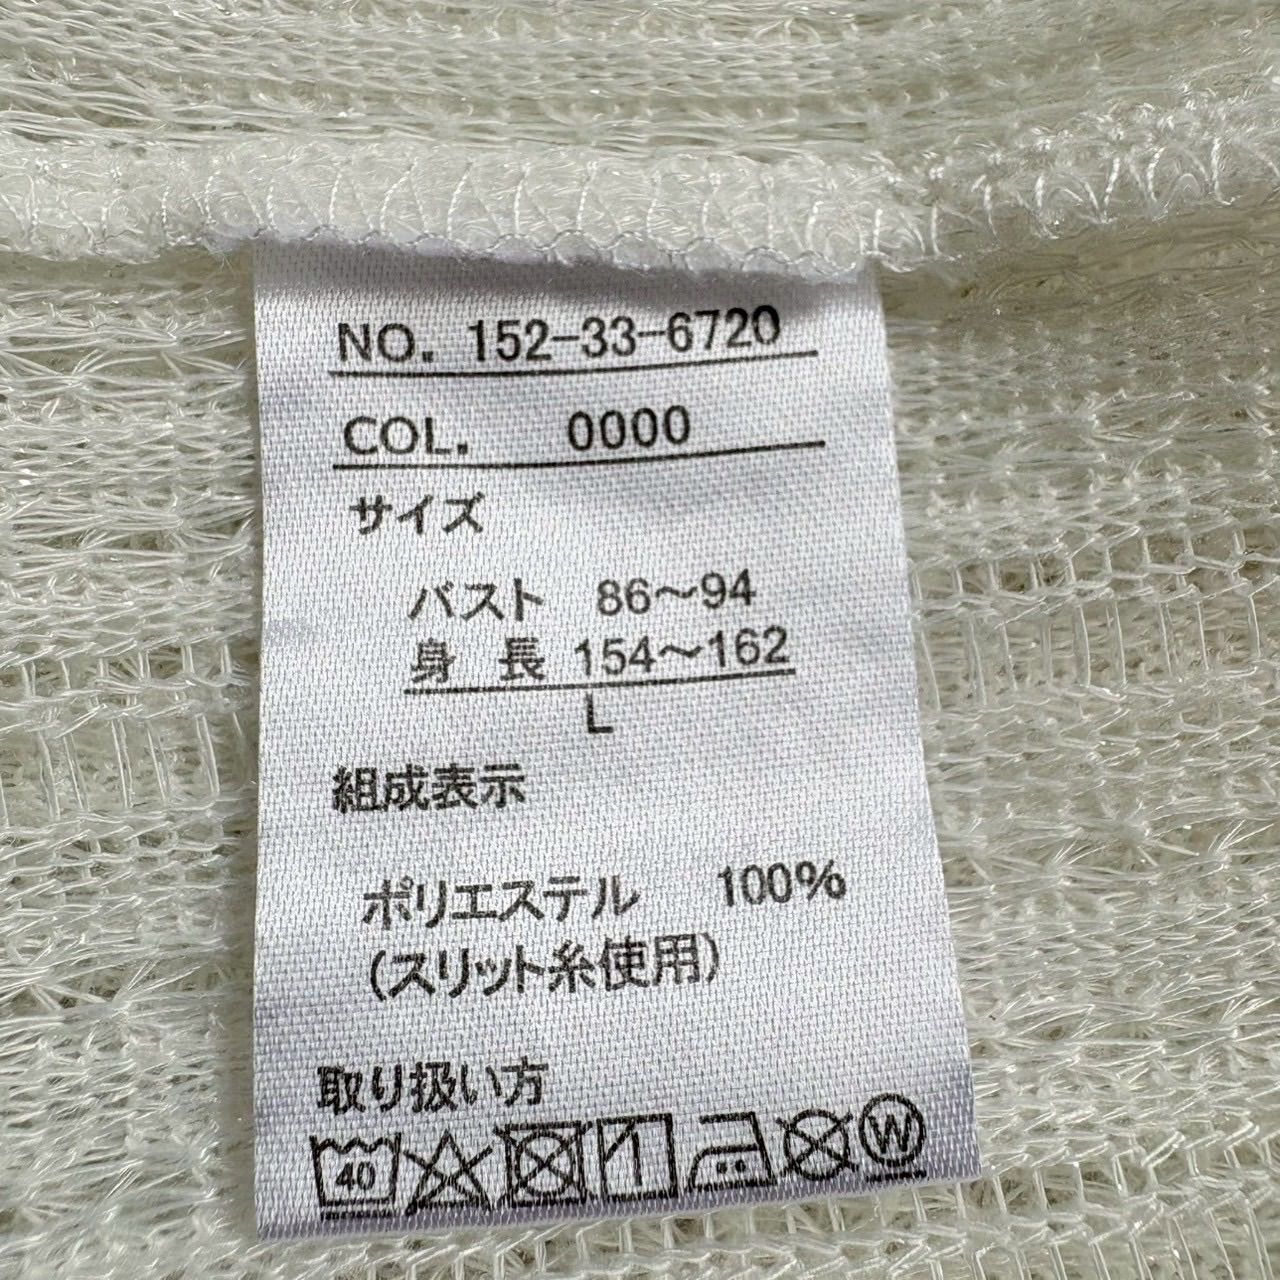 NO. 152-33-6720
COL. 0000
サイズ
バスト 86～94
身長 154～162
L
組成表示
ポリエステル 100%
(スリット糸使用)
取り扱い方
40 W